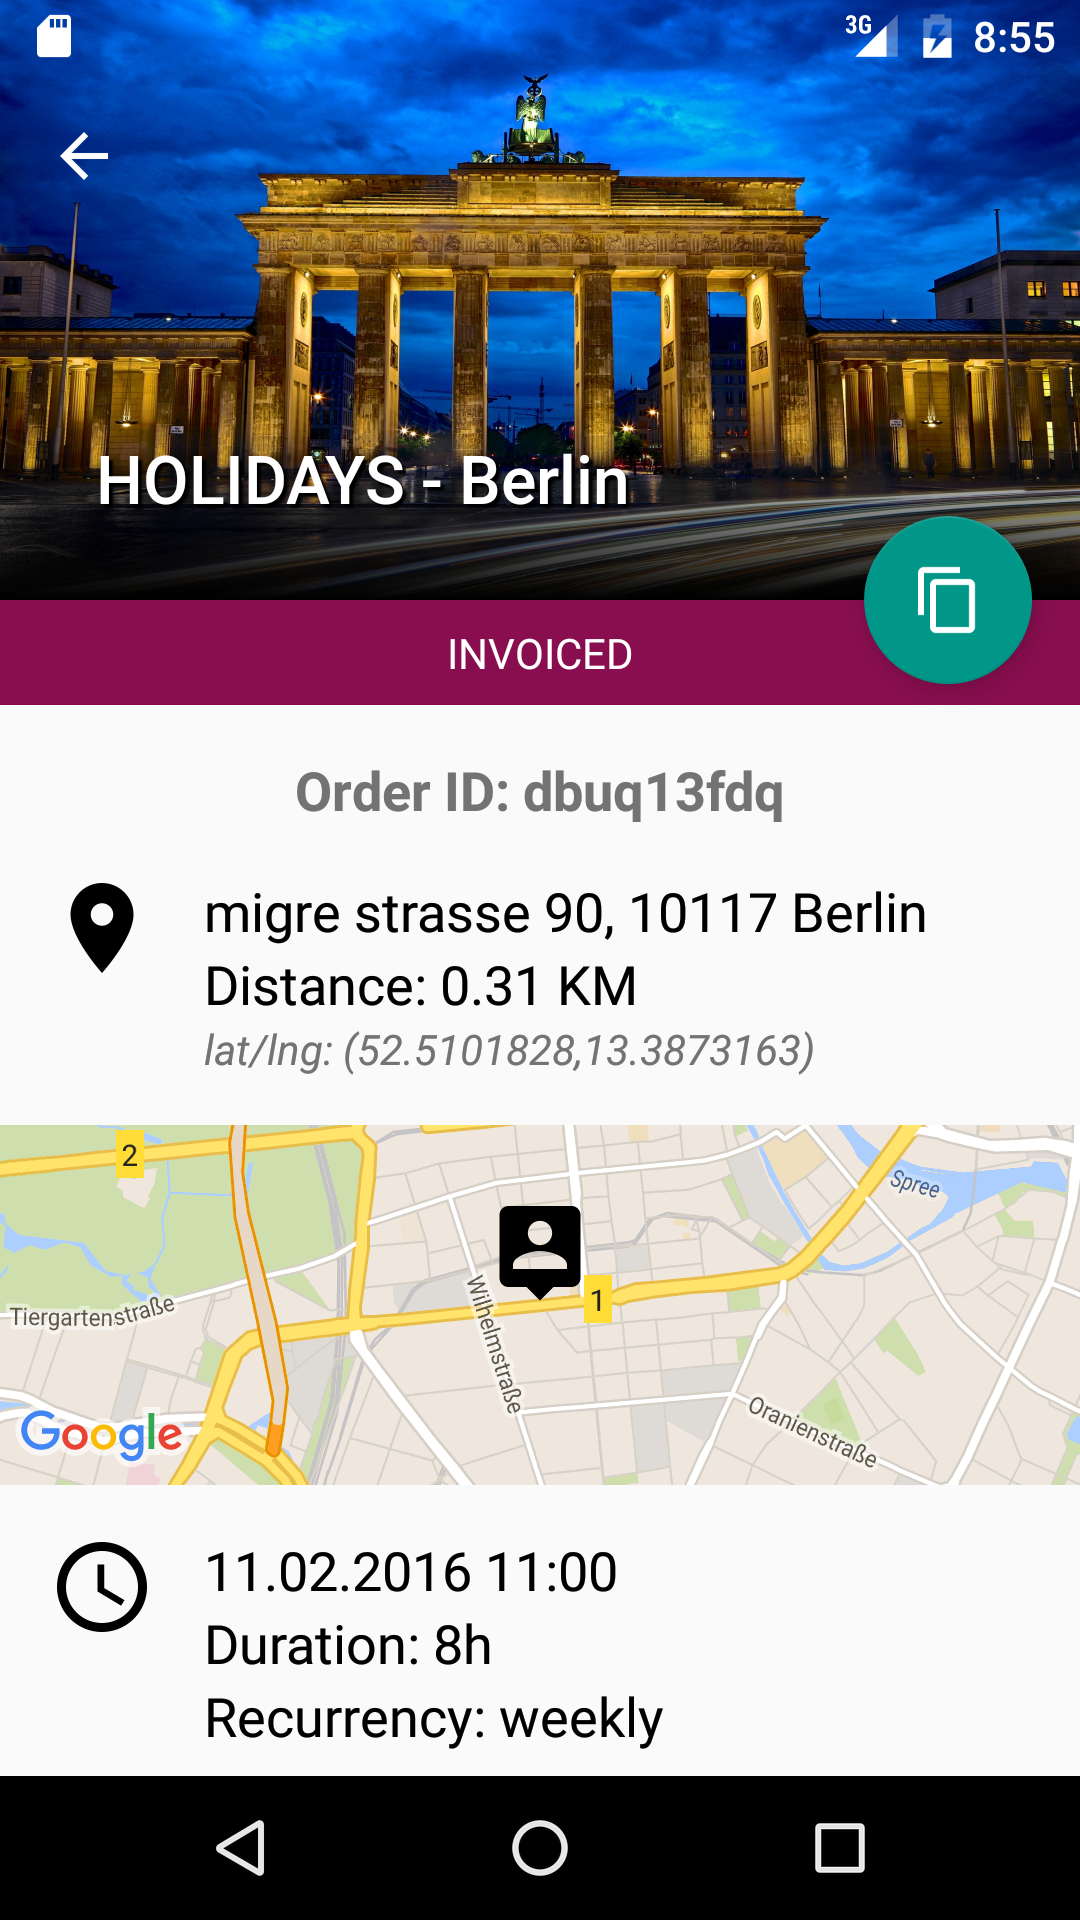 3G 8:55
HOLIDAYS - Berlin
INVOICED
Order ID: dbuq13fdq
migre strasse 90, 10117 Berlin
Distance: 0.31 KM
lat/lng: (52.5101828,13.3873163)
2
Spree
1
Tiergartenstraße
Wilhelmstraße
Oranienstraße
Google
11.02.2016 11:00
Duration: 8h
Recurrency: weekly